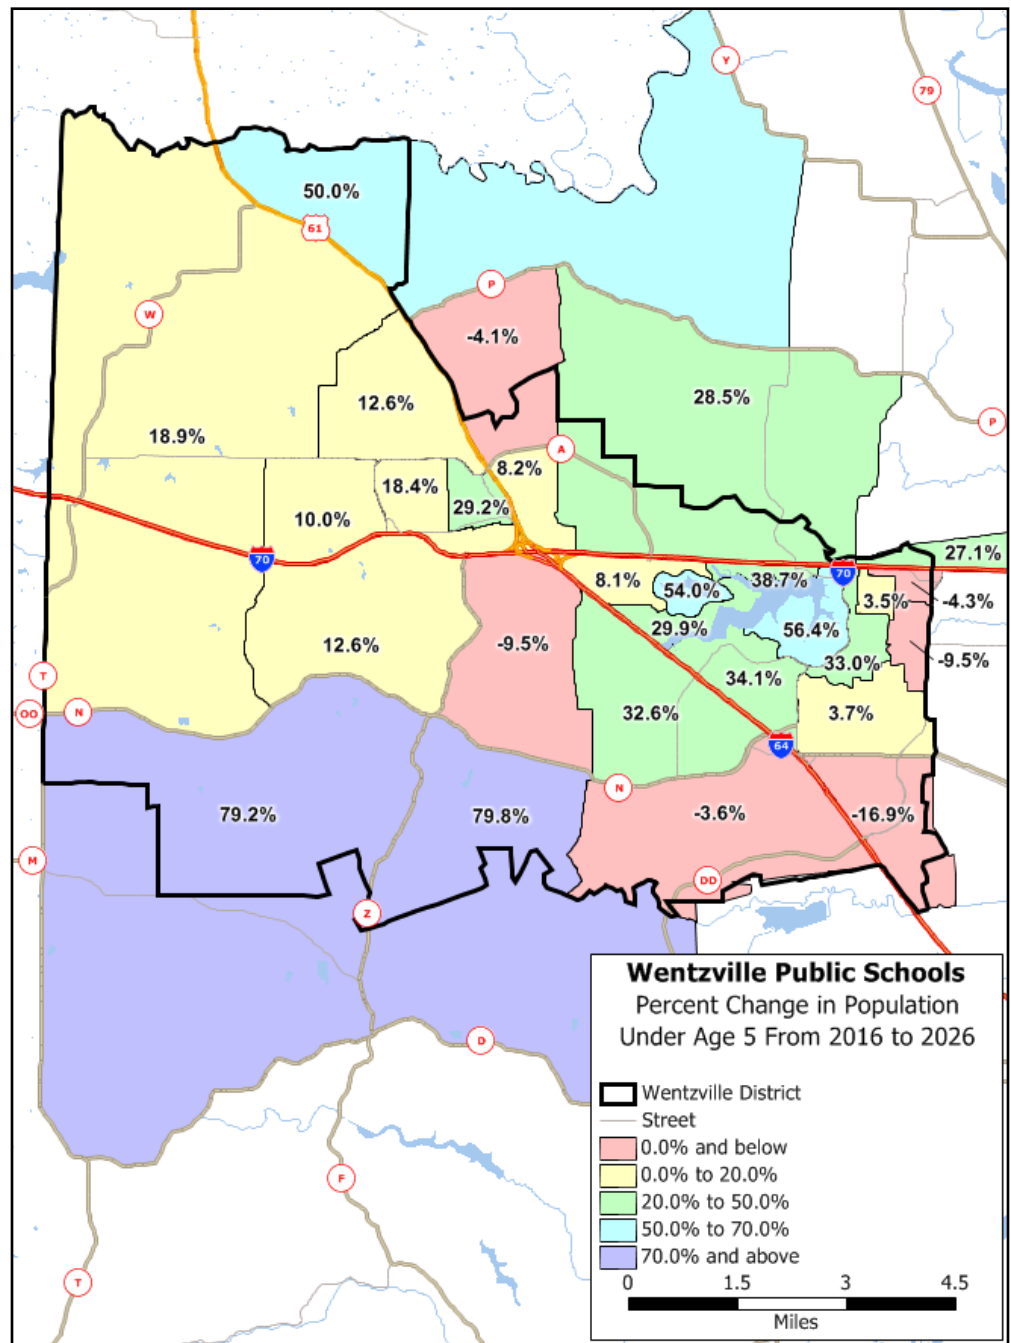 Y
79
50.0%
61
P
W
-4.1%
12.6%
28.5%
P
18.9%
A
8.2%
18.4%
29.2%
10.0%
70
27.1%
8.1%
38.7%
70
54.0%
3.5%
-4.3%
29.9%
56.4%
12.6%
-9.5%
33.0%
-9.5%
T
34.1%
OO
N
32.6%
3.7%
64
N
79.2%
79.8%
-3.6%
-16.9%
M
DD
Z
D
F
T
Wentzville Public Schools
Percent Change in Population
Under Age 5 From 2016 to 2026
Wentzville District
Street
0.0% and below
0.0% to 20.0%
20.0% to 50.0%
50.0% to 70.0%
70.0% and above
0 1.5 3 4.5
Miles